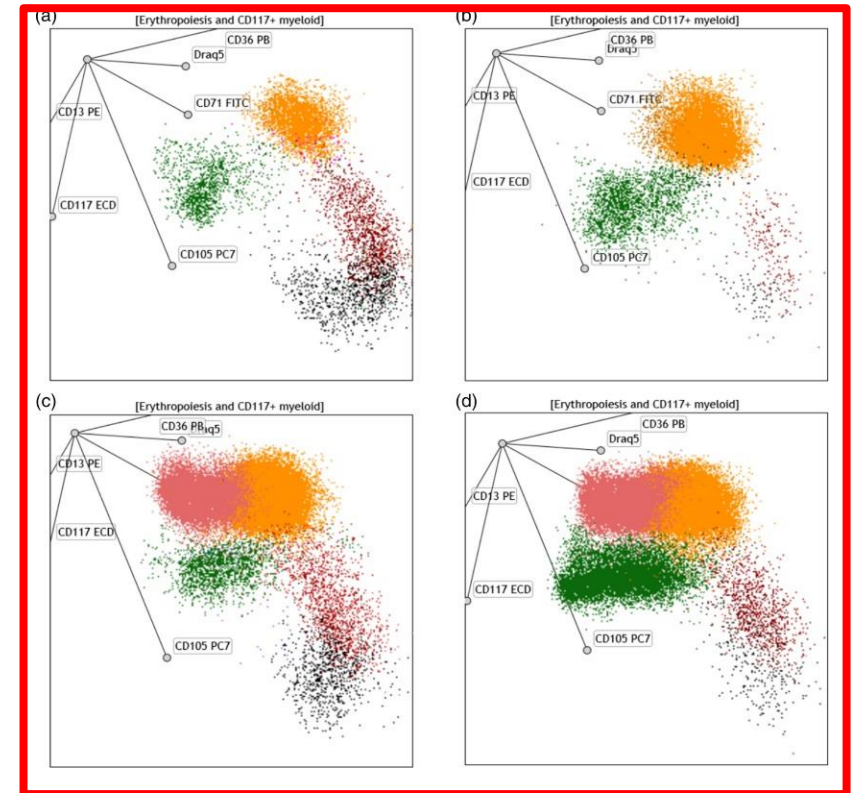 (a)
[Erythropoiesis and CD117+ myeloid]
CD36 PB
Draq5
CD71 FITC
CD13 PE
CD117 ECD
CD105 PC7
(b)
[Erythropoiesis and CD117+ myeloid]
CD36 PB
Draq5
CD71 FITC
CD13 PE
CD117 ECD
CD105 PC7
(c)
[Erythropoiesis and CD117+ myeloid]
CD36 PB
CD13 PE
CD117 ECD
CD105 PC7
(d)
[Erythropoiesis and CD117+ myeloid]
CD36 PB
Draq5
CD13 PE
CD117 ECD
CD105 PC7